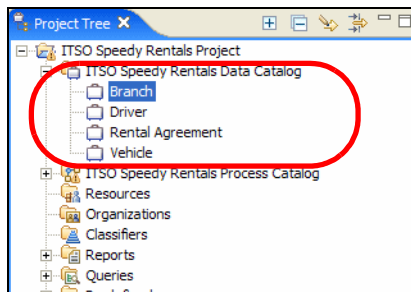 Project Tree
ITSO Speedy Rentals Project
ITSO Speedy Rentals Data Catalog
Branch
Driver
Rental Agreement
Vehicle
ITSO Speedy Rentals Process Catalog
Resources
Organizations
Classifiers
Reports
Queries